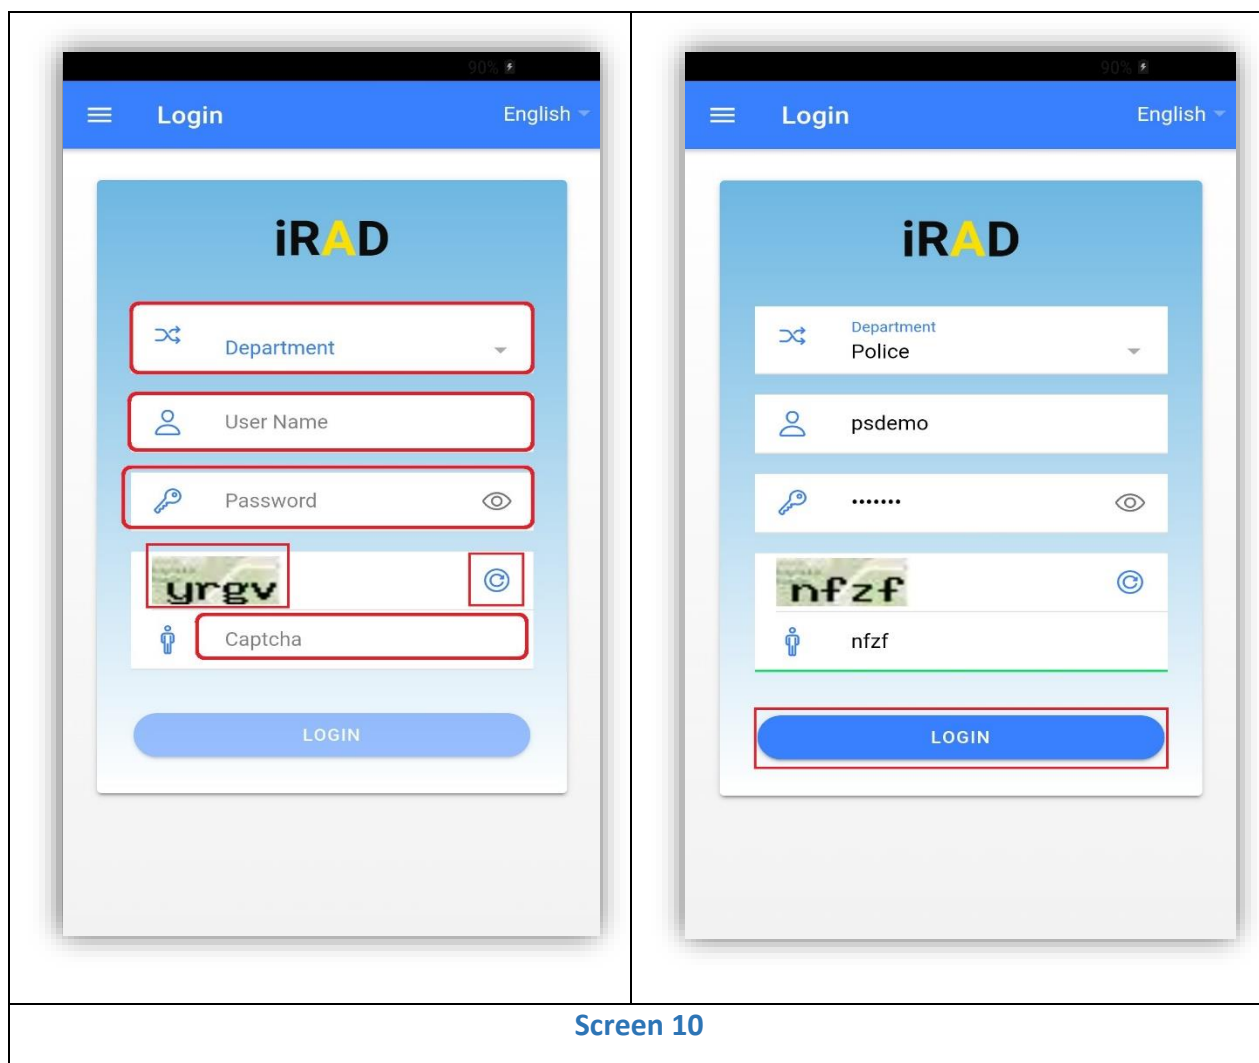 90%
Login English
iRAD
Department
User Name
Password
yrgv
Captcha
LOGIN
90%
Login English
iRAD
Department
Police
psdemo
•••••••
nfzf
nfzf
LOGIN
Screen 10